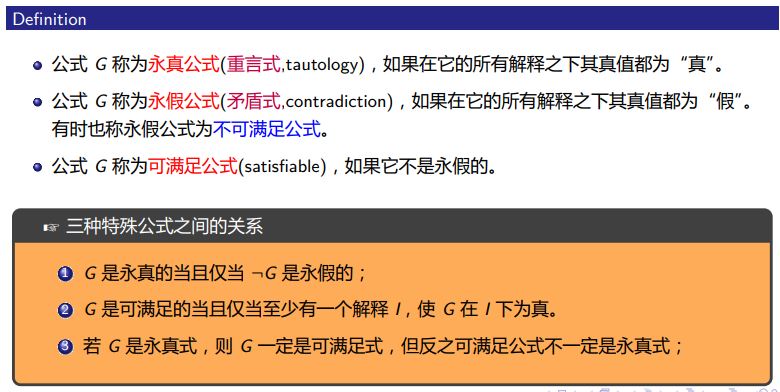 Definition
公式 G 称为永真公式(重言式,tautology)，如果在它的所有解释之下其真值都为“真”。
公式 G 称为永假公式(矛盾式,contradiction)，如果在它的所有解释之下其真值都为“假”。
有时也称永假公式为不可满足公式。
公式 G 称为可满足公式(satisfiable)，如果它不是永假的。
☞ 三种特殊公式之间的关系
1 G 是永真的当且仅当 ¬G 是永假的；
2 G 是可满足的当且仅当至少有一个解释 I，使 G 在 I 下为真。
3 若 G 是永真式，则 G 一定是可满足式，但反之可满足公式不一定是永真式；